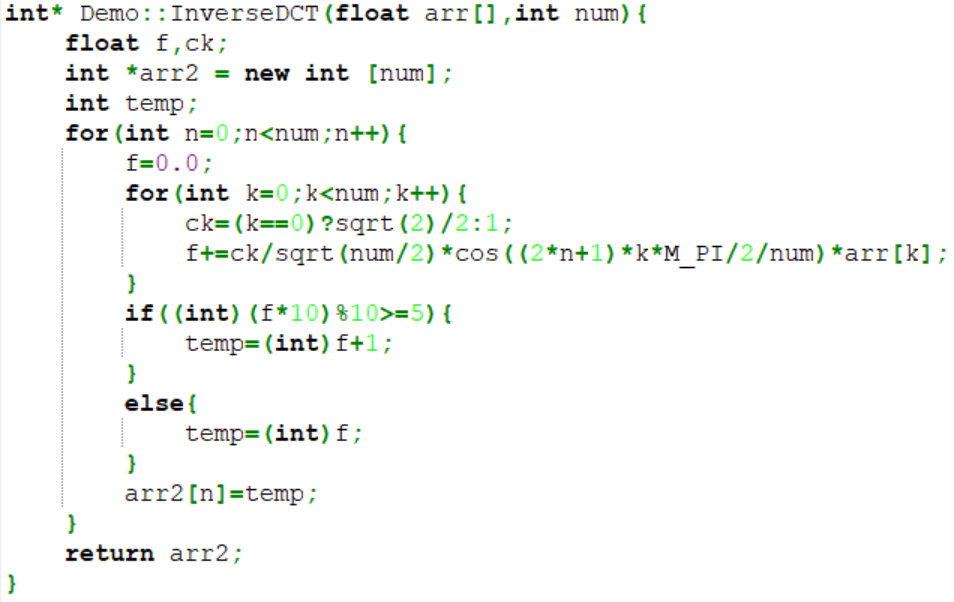 int* Demo::InverseDCT(float arr[],int num){
    float f,ck;
    int *arr2 = new int [num];
    int temp;
    for(int n=0;n<num;n++){
        f=0.0;
        for(int k=0;k<num;k++){
            ck=(k==0)?sqrt(2)/2:1;
            f+=ck/sqrt(num/2)*cos((2*n+1)*k*M_PI/2/num)*arr[k];
        }
        if((int)(f*10)%10>=5){
            temp=(int)f+1;
        }
        else{
            temp=(int)f;
        }
        arr2[n]=temp;
    }
    return arr2;
}